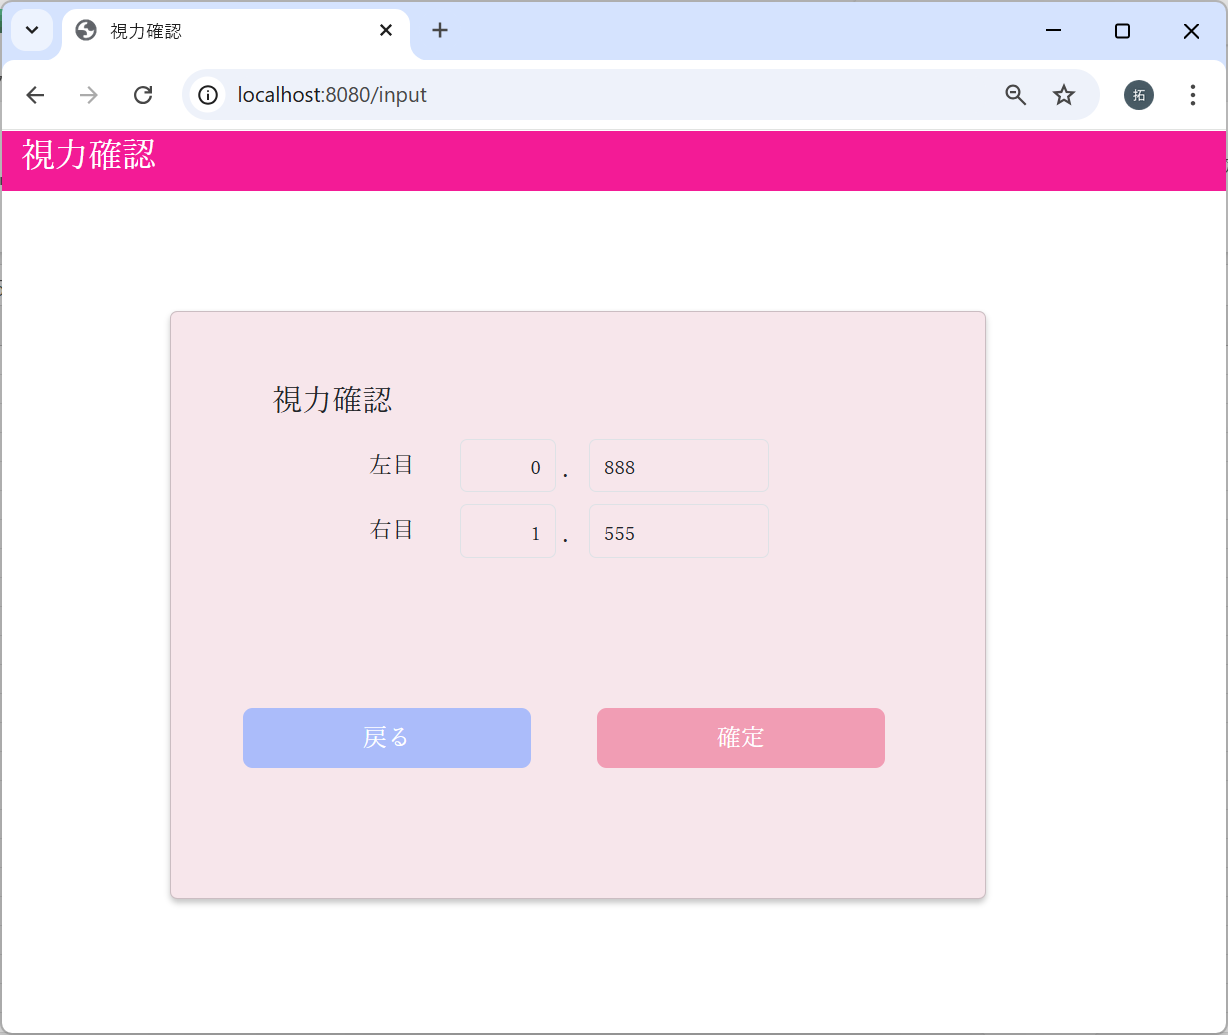 視力確認
localhost:8080/input
拓
視力確認
視力確認
左目 0 . 888
右目 1 . 555
戻る 確定